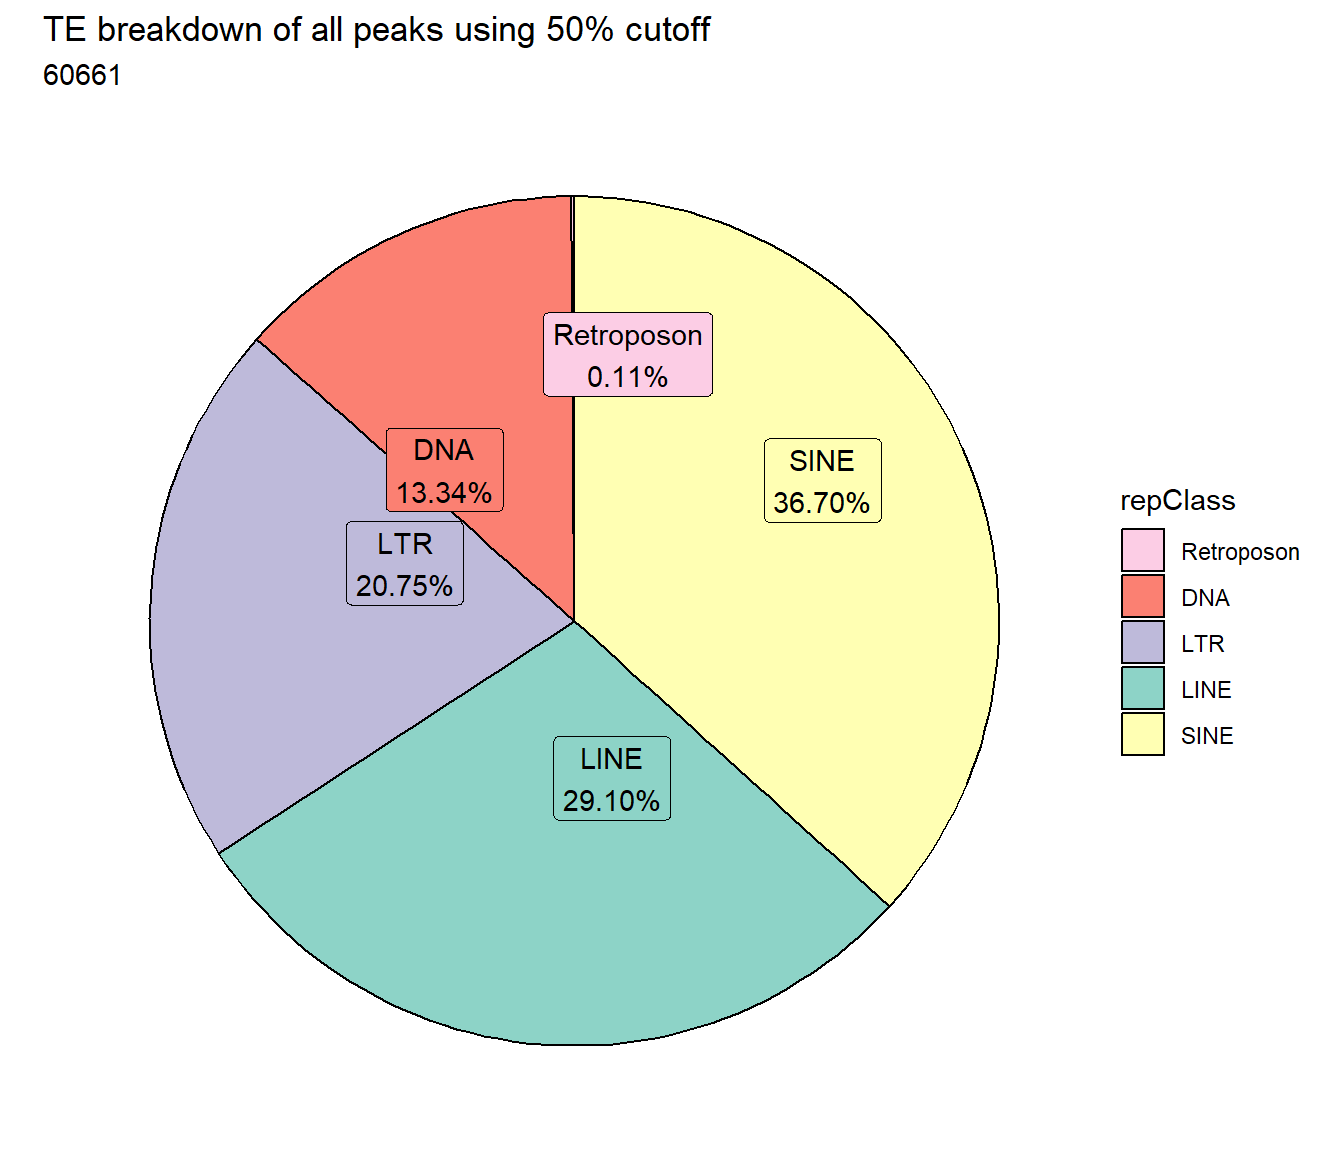 TE breakdown of all peaks using 50% cutoff
60661
Retroposon
0.11%
DNA
13.34%
SINE
36.70%
LTR
20.75%
LINE
29.10%
repClass
Retroposon
DNA
LTR
LINE
SINE